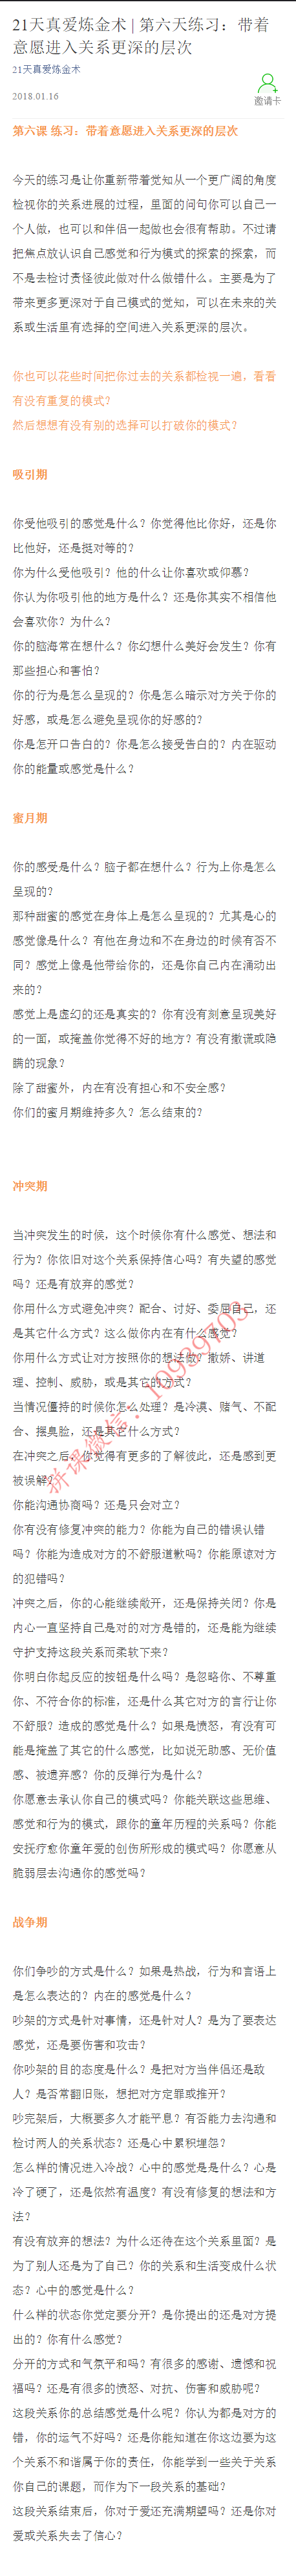 21天真爱炼金术 | 第六天练习：带着
意愿进入关系更深的层次
21天真爱炼金术
2018.01.16
邀请卡
第六课 练习：带着意愿进入关系更深的层次
今天的练习是让你重新带着觉知从一个更广阔的角度
检视你的关系进展的过程，里面的问句你可以自己一
个人做，也可以和伴侣一起做也会很有帮助。不过请
把焦点放认识自己感觉和行为模式的探索的探索，而
不是去检讨责怪彼此做对什么做错什么。主要是为了
带来更多更深对于自己模式的觉知，可以在未来的关
系或生活里有选择的空间进入关系更深的层次。
你也可以花些时间把你过去的关系都检视一遍，看看
有没有重复的模式？
然后想想有没有别的选择可以打破你的模式？
吸引期
你受他吸引的感觉是什么？你觉得他比你好，还是你
比他好，还是挺对等的？
你为什么受他吸引？他的什么让你喜欢或仰慕？
你认为你吸引他的地方是什么？还是你其实不相信他
会喜欢你？为什么？
你的脑海常在想什么？你幻想什么美好会发生？你有
那些担心和害怕？
你的行为是怎么呈现的？你是怎么暗示对方关于你的
好感，或是怎么避免呈现你的好感的？
你是怎开口告白的？你是怎么接受告白的？内在驱动
你的能量或感觉是什么？
蜜月期
你的感受是什么？脑子都在想什么？行为上你是怎么
呈现的？
那种甜蜜的感觉在身体上是怎么呈现的？尤其是心的
感觉像是什么？有他在身边和不在身边的时候有否不
同？感觉上像是他带给你的，还是你自己内在涌动出
来的？
感觉上是虚幻的还是真实的？你有没有刻意呈现美好
的一面，或掩盖你觉得不好的地方？有没有撒谎或隐
瞒的现象？
除了甜蜜外，内在有没有担心和不安全感？
你们的蜜月期维持多久？怎么结束的？
冲突期
当冲突发生的时候，这个时候你有什么感觉、想法和
行为？你依旧对这个关系保持信心吗？有失望的感觉
吗？还是有放弃的感觉？
你用什么方式避免冲突？配合、讨好、委屈自己，还
是其它什么方式？这么做你内在有什么感觉？
你用什么方式让对方按照你的想法做？撒娇、讲道
理、控制、威胁，或是其它的方式？
当情况僵持的时候你怎么处理？是冷漠、赌气、不配
合、摆臭脸，还是其它什么方式？
在冲突之后，你觉得有更多的了解彼此，还是感到更
被误解？
你能沟通协商吗？还是只会对立？
你有没有修复冲突的能力？你能为自己的错误认错
吗？你能为造成对方的不舒服道歉吗？你能愿谅对方
的犯错吗？
冲突之后，你的心能继续敞开，还是保持关闭？你是
内心一直坚持自己是对的对方是错的，还是能为继续
守护支持这段关系而柔软下来？
你明白你起反应的按钮是什么吗？是忽略你、不尊重
你、不符合你的标准，还是什么其它对方的言行让你
不舒服？造成的感觉是什么？如果是愤怒，有没有可
能是掩盖了其它的什么感觉，比如说无助感、无价值
感、被遗弃感？你的反弹行为是什么？
你愿意去承认你自己的模式吗？你能关联这些思维、
感觉和行为的模式，跟你的童年历程的关系吗？你能
安抚疗愈你童年爱的创伤所形成的模式吗？你愿意从
脆弱层去沟通你的感觉吗？
战争期
你们争吵的方式是什么？如果是热战，行为和言语上
是怎么表达的？内在的感觉是什么？
吵架的方式是针对事情，还是针对人？是为了要表达
感觉，还是要伤害和攻击？
你吵架的目的态度是什么？是把对方当伴侣还是敌
人？是否常翻旧账，想把对方定罪或推开？
吵完架后，大概要多久才能平息？有否能力去沟通和
检讨两人的关系状态？还是心中累积埋怨？
怎么样的情况进入冷战？心中的感觉是是什么？心是
冷了硬了，还是依然有温度？有没有修复的想法和方
法？
有没有放弃的想法？为什么还待在这个关系里面？是
为了别人还是为了自己？你的关系和生活变成什么状
态？心中的感觉是什么？
什么样的状态你觉定要分开？是你提出的还是对方提
出的？你有什么感觉？
分开的方式和气氛平和吗？有很多的感谢、遗憾和祝
福吗？还是有很多的愤怒、对抗、伤害和威胁呢？
这段关系你的总结感觉是什么呢？你认为都是对方的
错，你的运气不好吗？还是你能知道在你这边要为这
个关系不和谐属于你的责任，你能学到一些关于关系
你自己的课题，而作为下一段关系的基础？
这段关系结束后，你对于爱还充满期望吗？还是你对
爱或关系失去了信心？